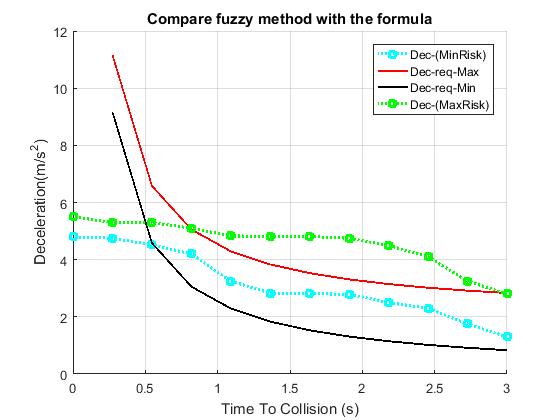 Compare fuzzy method with the formula
12
10
8
6
4
2
0
Deceleration(m/s²)
Dec-(MinRisk)
Dec-req-Max
Dec-req-Min
Dec-(MaxRisk)
0 0.5 1 1.5 2 2.5 3
Time To Collision (s)